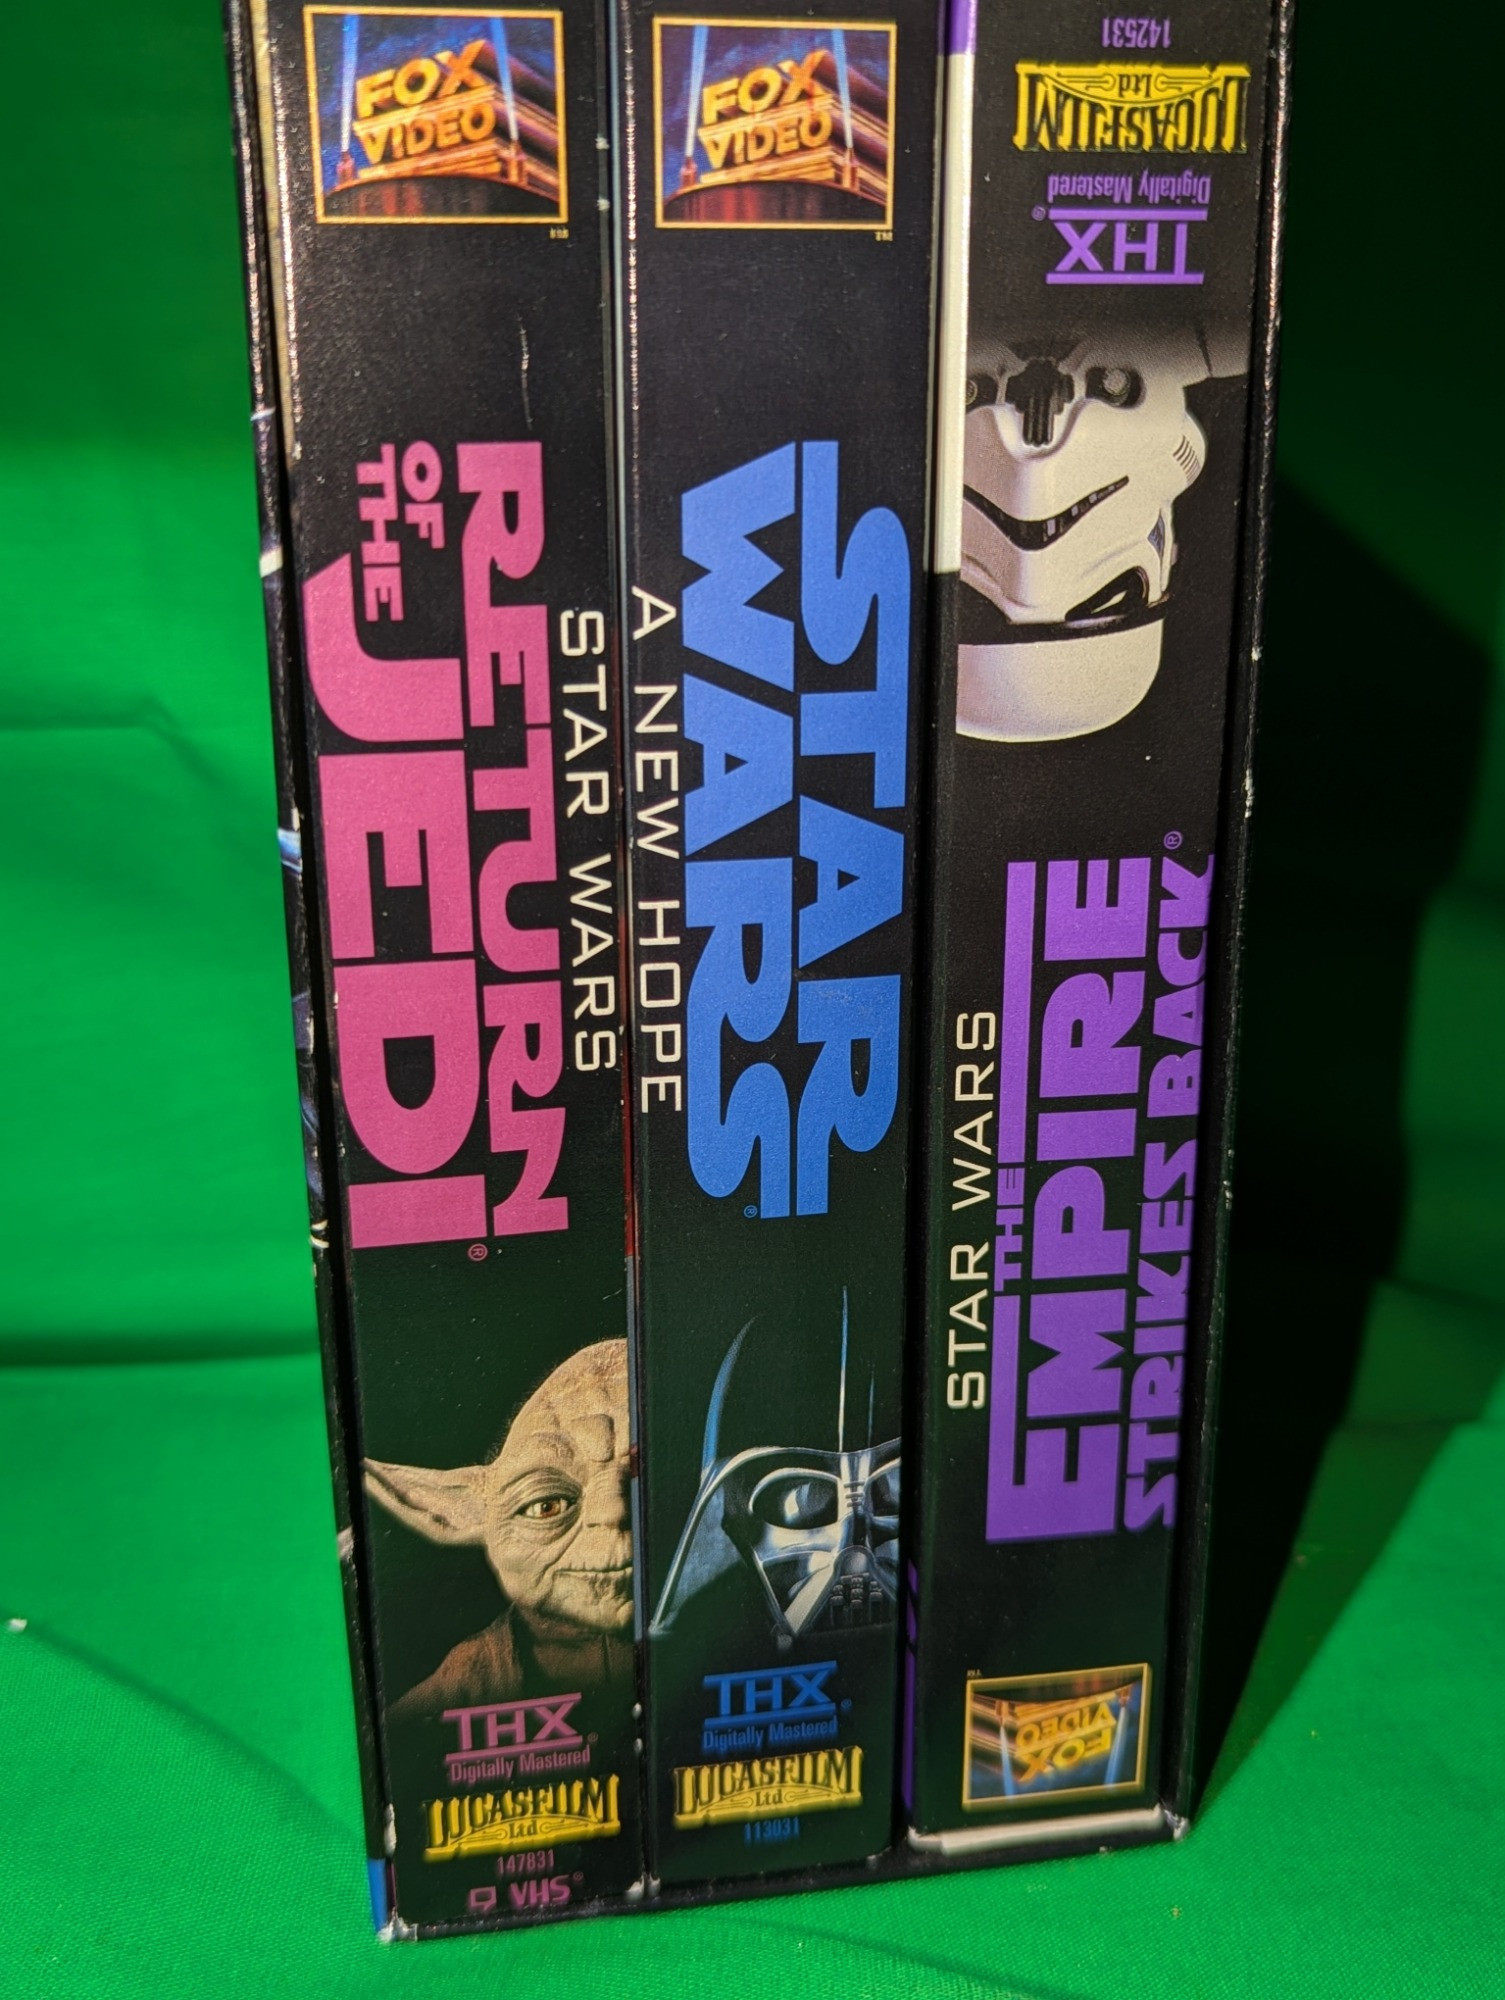 FOX
VIDEO
RETURN
OF
THE
JEDI®
STAR WARS
THX®
Digitally Mastered
LUCASFILM
Ltd
147831
VHS®
FOX
VIDEO
STAR
WARS®
A NEW HOPE
THX®
Digitally Mastered
LUCASFILM
Ltd
113031
STAR WARS
THE
EMPIRE
STRIKES BACK®
THX®
Digitally Mastered
LUCASFILM
Ltd
142531
FOX
VIDEO